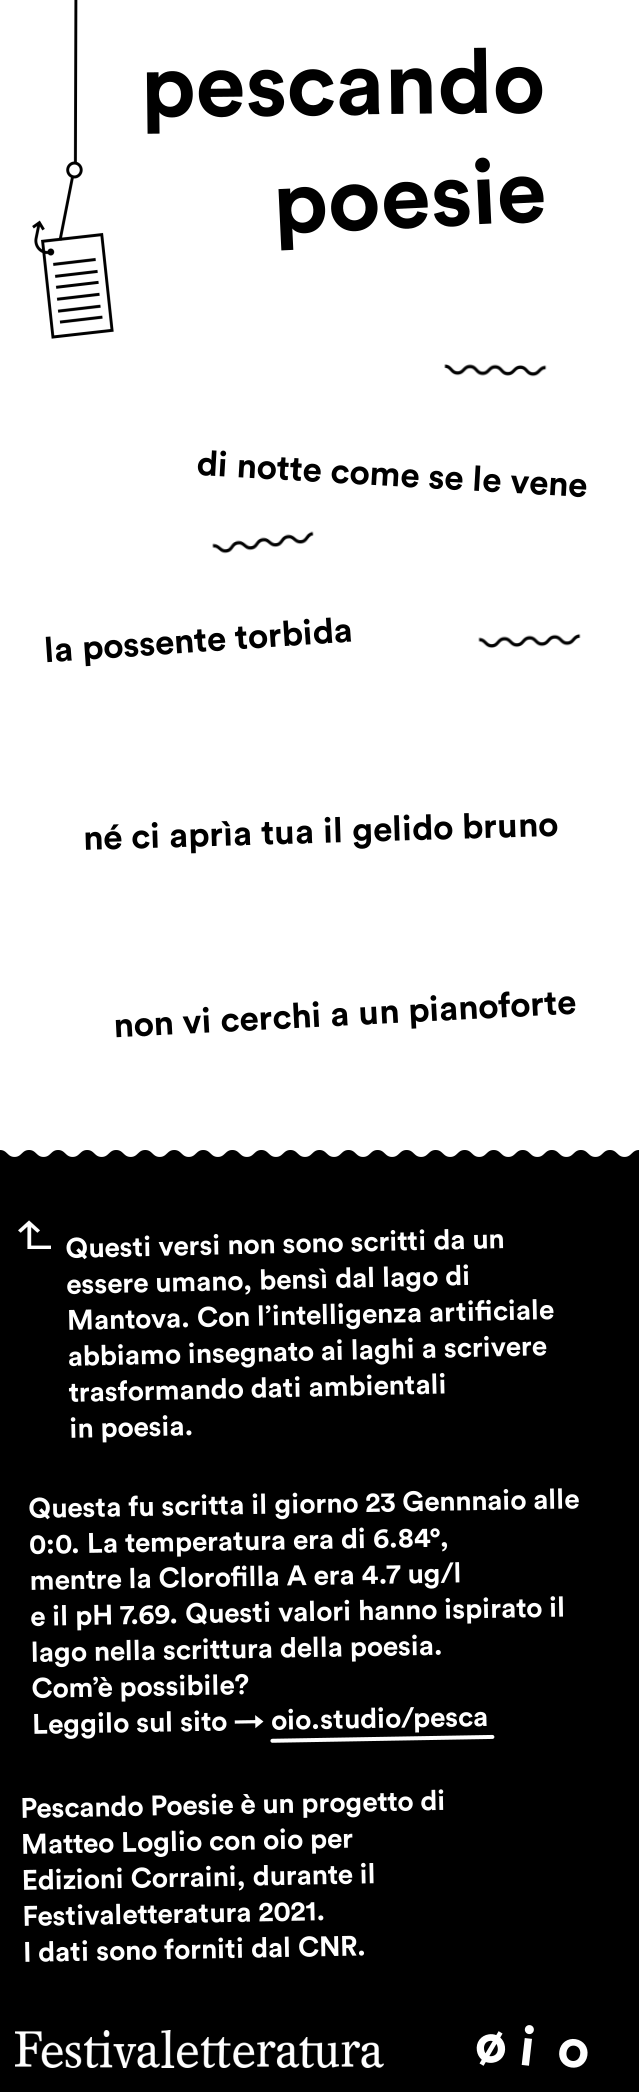 pescando
poesie
di notte come se le vene
la possente torbida
né ci aprìa tua il gelido bruno
non vi cerchi a un pianoforte
Questi versi non sono scritti da un
essere umano, bensì dal lago di
Mantova. Con l’intelligenza artificiale
abbiamo insegnato ai laghi a scrivere
trasformando dati ambientali
in poesia.
Questa fu scritta il giorno 23 Gennnaio alle
0:0. La temperatura era di 6.84°,
mentre la Clorofilla A era 4.7 ug/l
e il pH 7.69. Questi valori hanno ispirato il
lago nella scrittura della poesia.
Com’è possibile?
Leggilo sul sito → oio.studio/pesca
Pescando Poesie è un progetto di
Matteo Loglio con oio per
Edizioni Corraini, durante il
Festivaletteratura 2021.
I dati sono forniti dal CNR.
Festivaletteratura øio